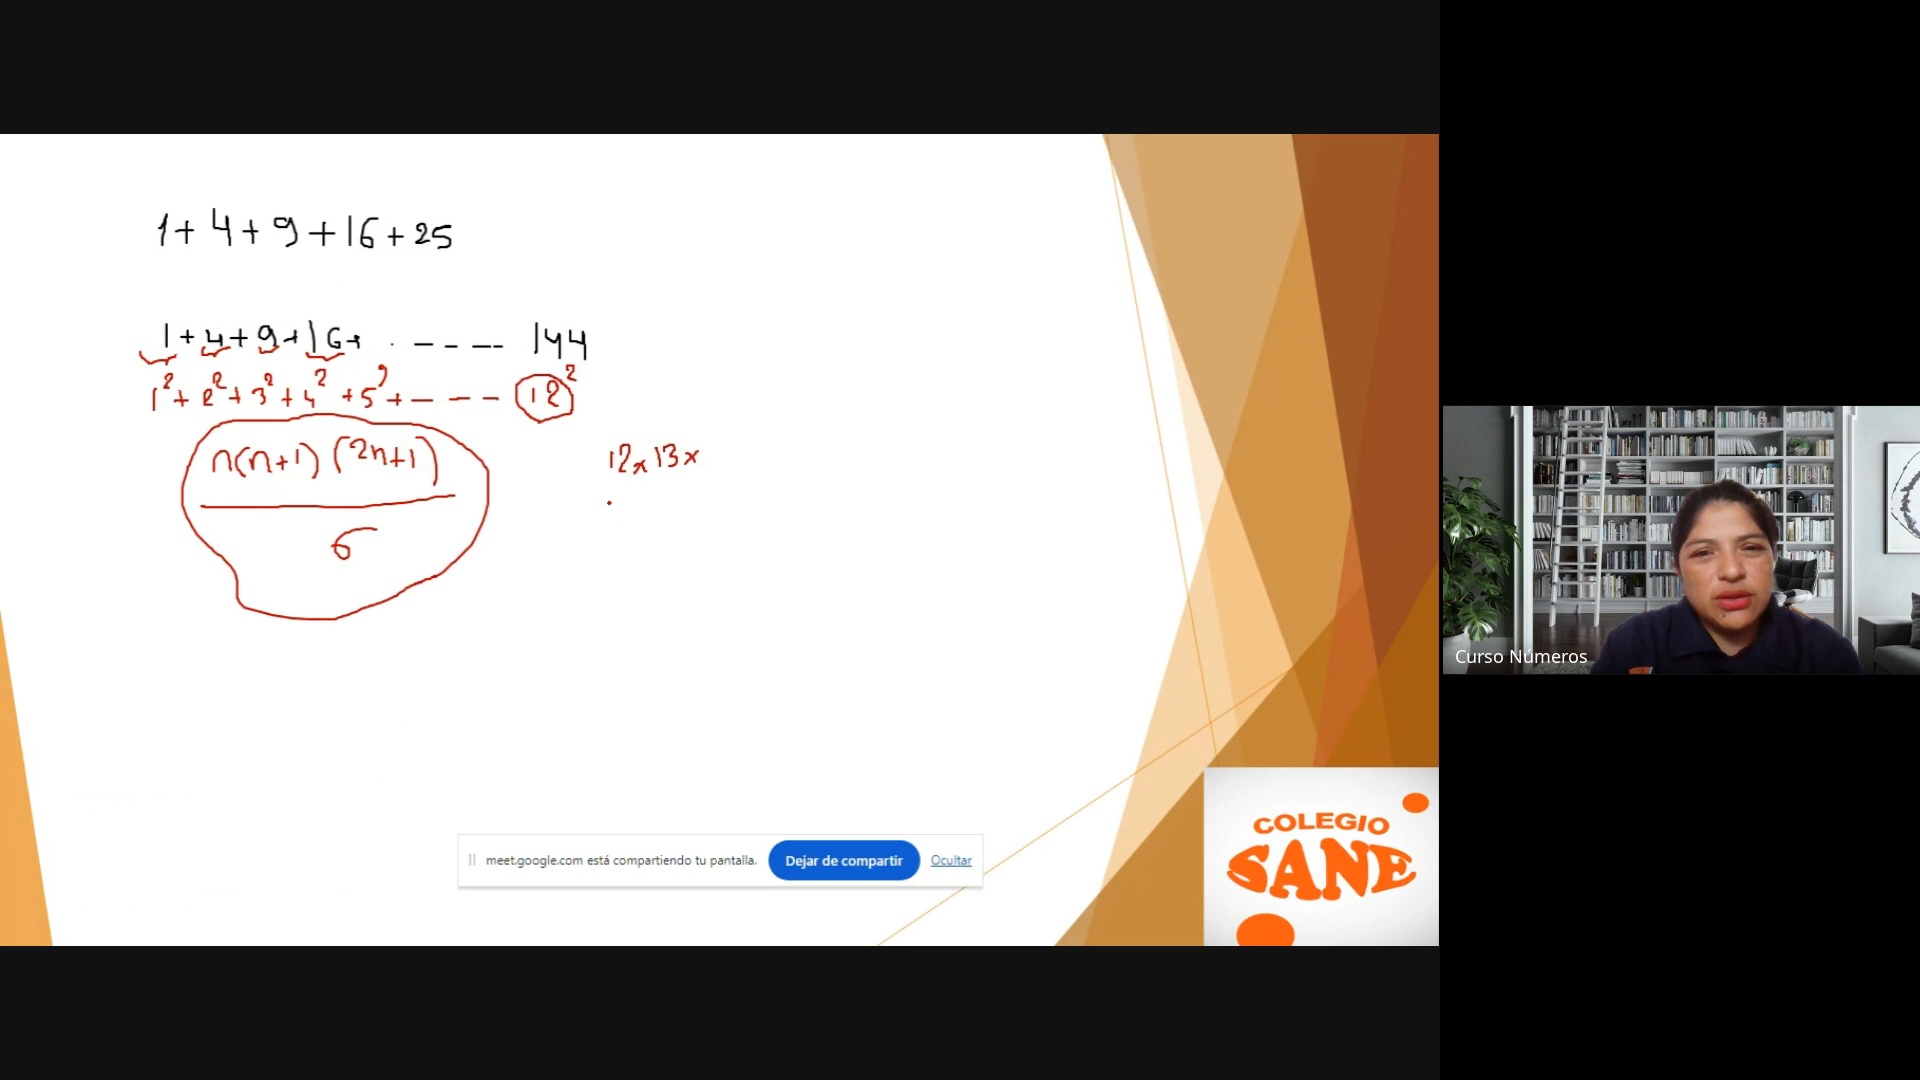 1+4+9+16+25
1+4+9+16+ . - - -- 144
1²+2²+3²+4²+5²+- - - 12²
n(n+1)(2n+1)
6
12x13x
Curso Números
meet.google.com está compartiendo tu pantalla. Dejar de compartir Ocultar
COLEGIO
SANE